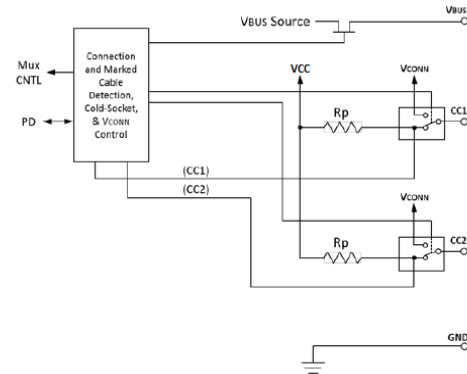 VBUS Source
VBUS
Connection
and Marked
Cable
Detection,
Cold-Socket,
& VCONN
Control
Mux
CNTL
PD
VCC
VCONN
Rp
CC1
(CC1)
(CC2)
VCONN
Rp
CC2
GND